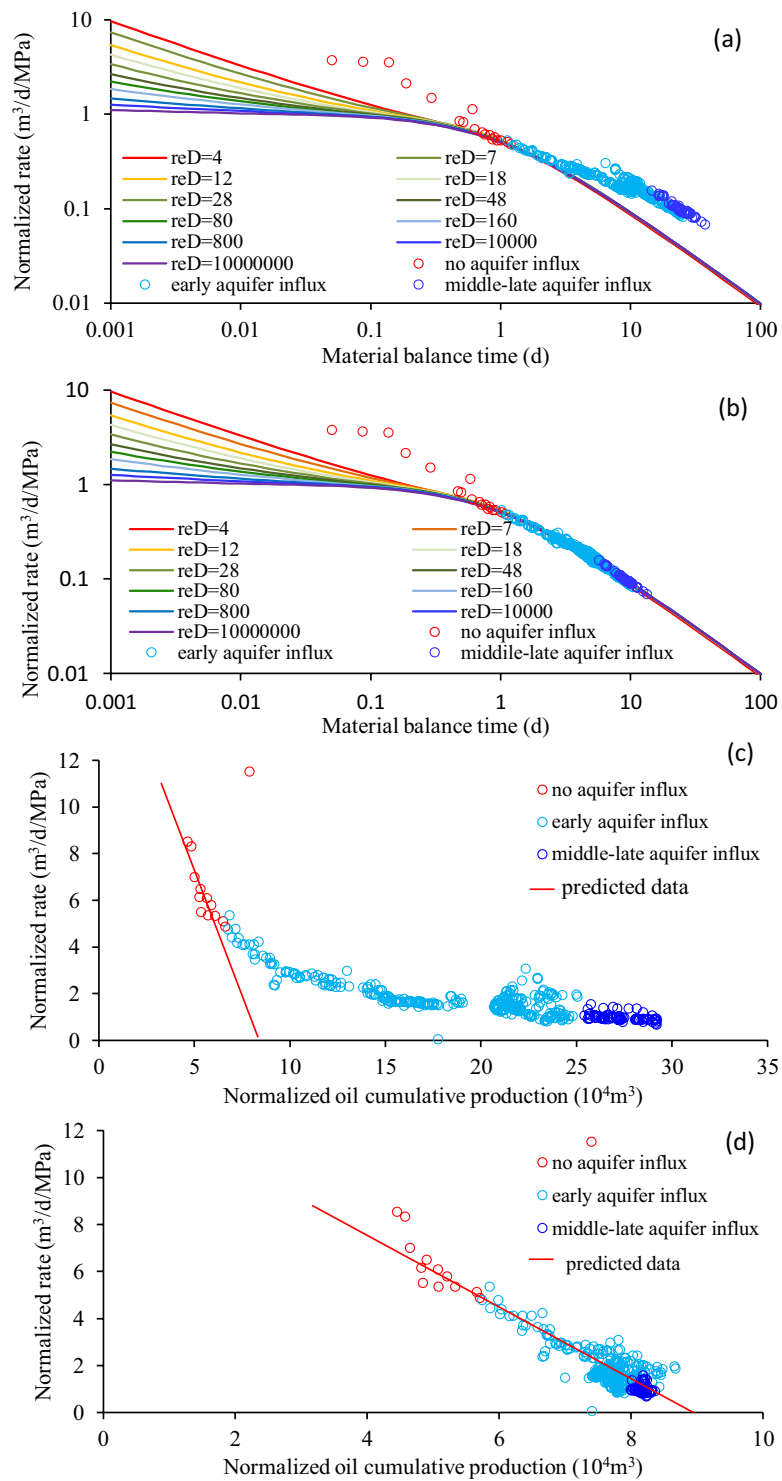 (a)
10
1
0.1
0.01
Normalized rate (m³/d/MPa)
reD=4 reD=7
reD=12 reD=18
reD=28 reD=48
reD=80 reD=160
reD=800 reD=10000
reD=10000000 no aquifer influx
early aquifer influx middle-late aquifer influx
0.001 0.01 0.1 1 10 100
Material balance time (d)
(b)
10
1
0.1
0.01
Normalized rate (m³/d/MPa)
reD=4 reD=7
reD=12 reD=18
reD=28 reD=48
reD=80 reD=160
reD=800 reD=10000
reD=10000000 no aquifer influx
early aquifer influx middle-late aquifer influx
0.001 0.01 0.1 1 10 100
Material balance time (d)
(c)
12
10
8
6
4
2
0
Normalized rate (m³/d/MPa)
no aquifer influx
early aquifer influx
middle-late aquifer influx
predicted data
0 5 10 15 20 25 30 35
Normalized oil cumulative production (10⁴m³)
(d)
12
10
8
6
4
2
0
Normalized rate (m³/d/MPa)
no aquifer influx
early aquifer influx
middle-late aquifer influx
predicted data
0 2 4 6 8 10
Normalized oil cumulative production (10⁴m³)